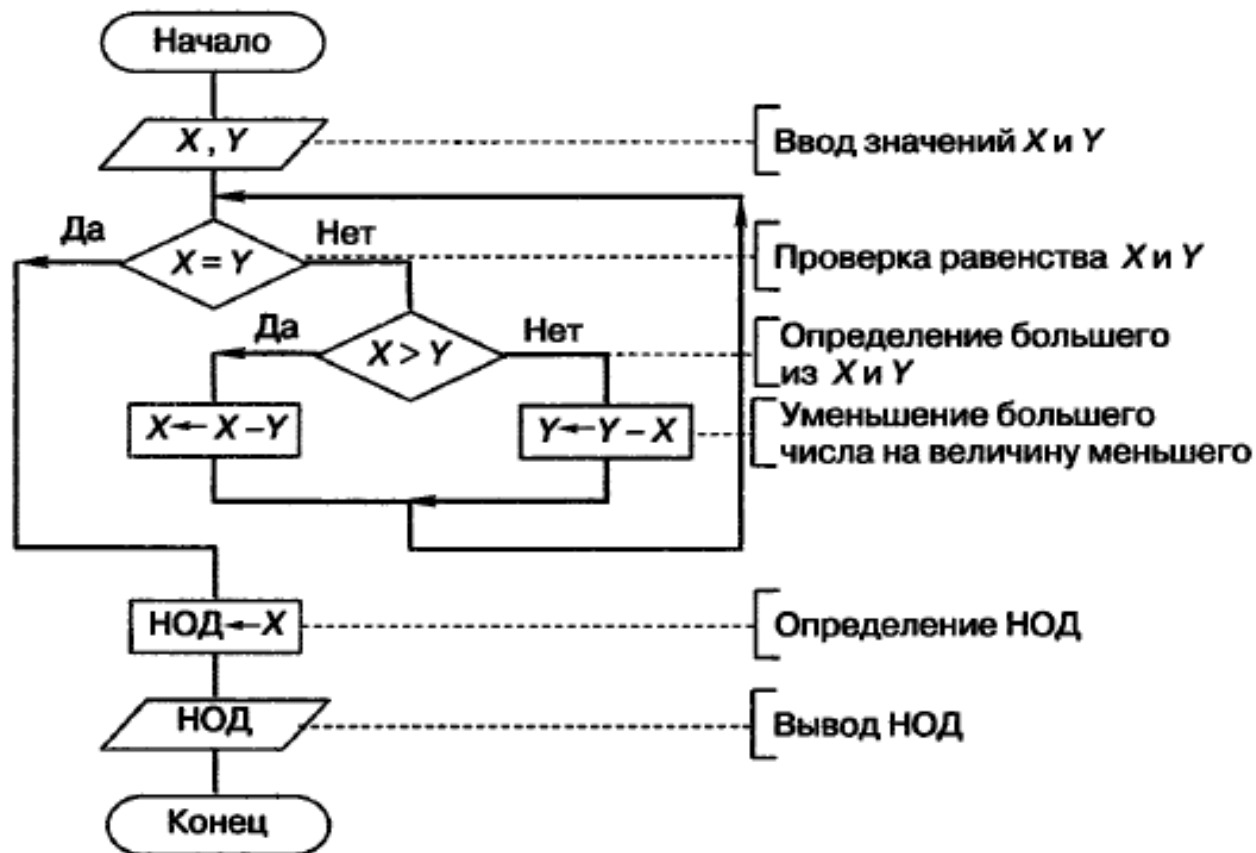 Начало
X , Y
Ввод значений X и Y
Да
X = Y
Нет
Проверка равенства X и Y
Да
X > Y
Нет
Определение большего
из X и Y
X ← X – Y
Y ← Y – X
Уменьшение большего
числа на величину меньшего
НОД ← X
Определение НОД
НОД
Вывод НОД
Конец